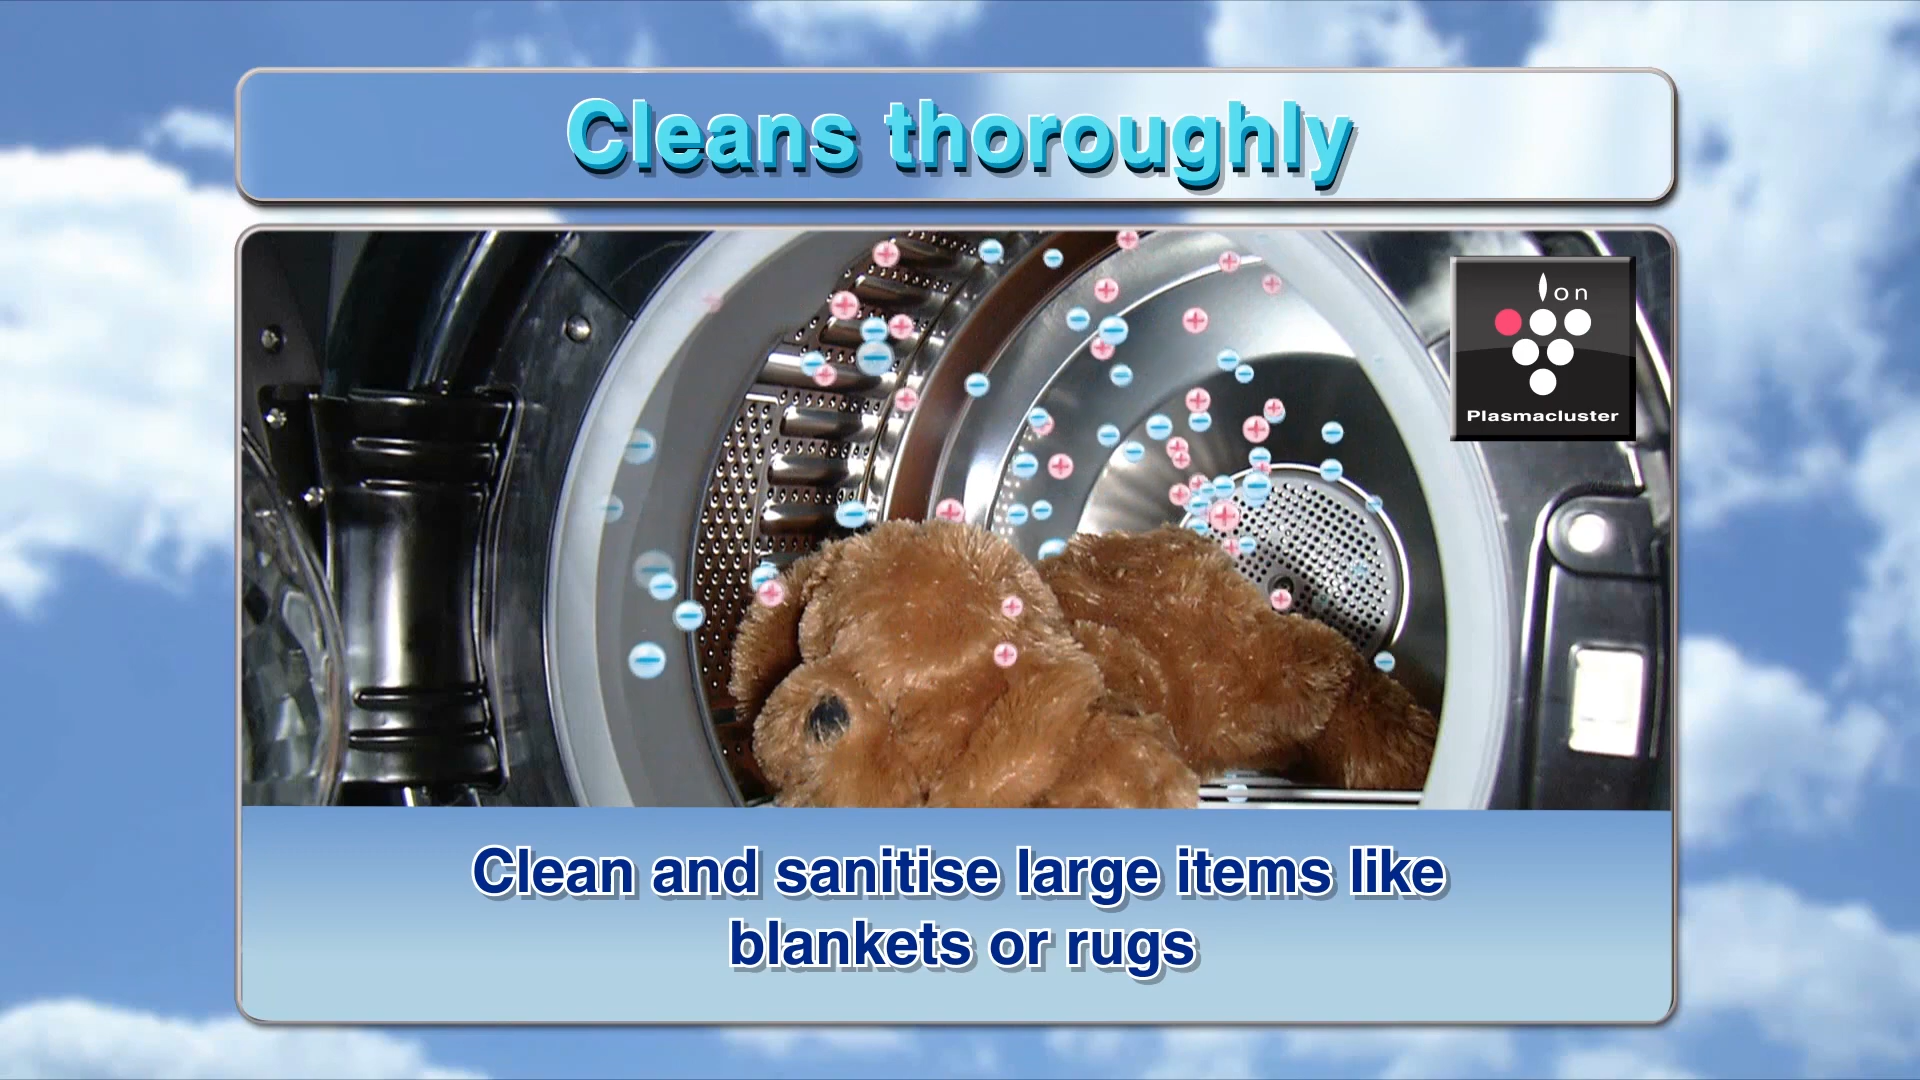 Cleans thoroughly
ion
Plasmacluster
Clean and sanitise large items like
blankets or rugs